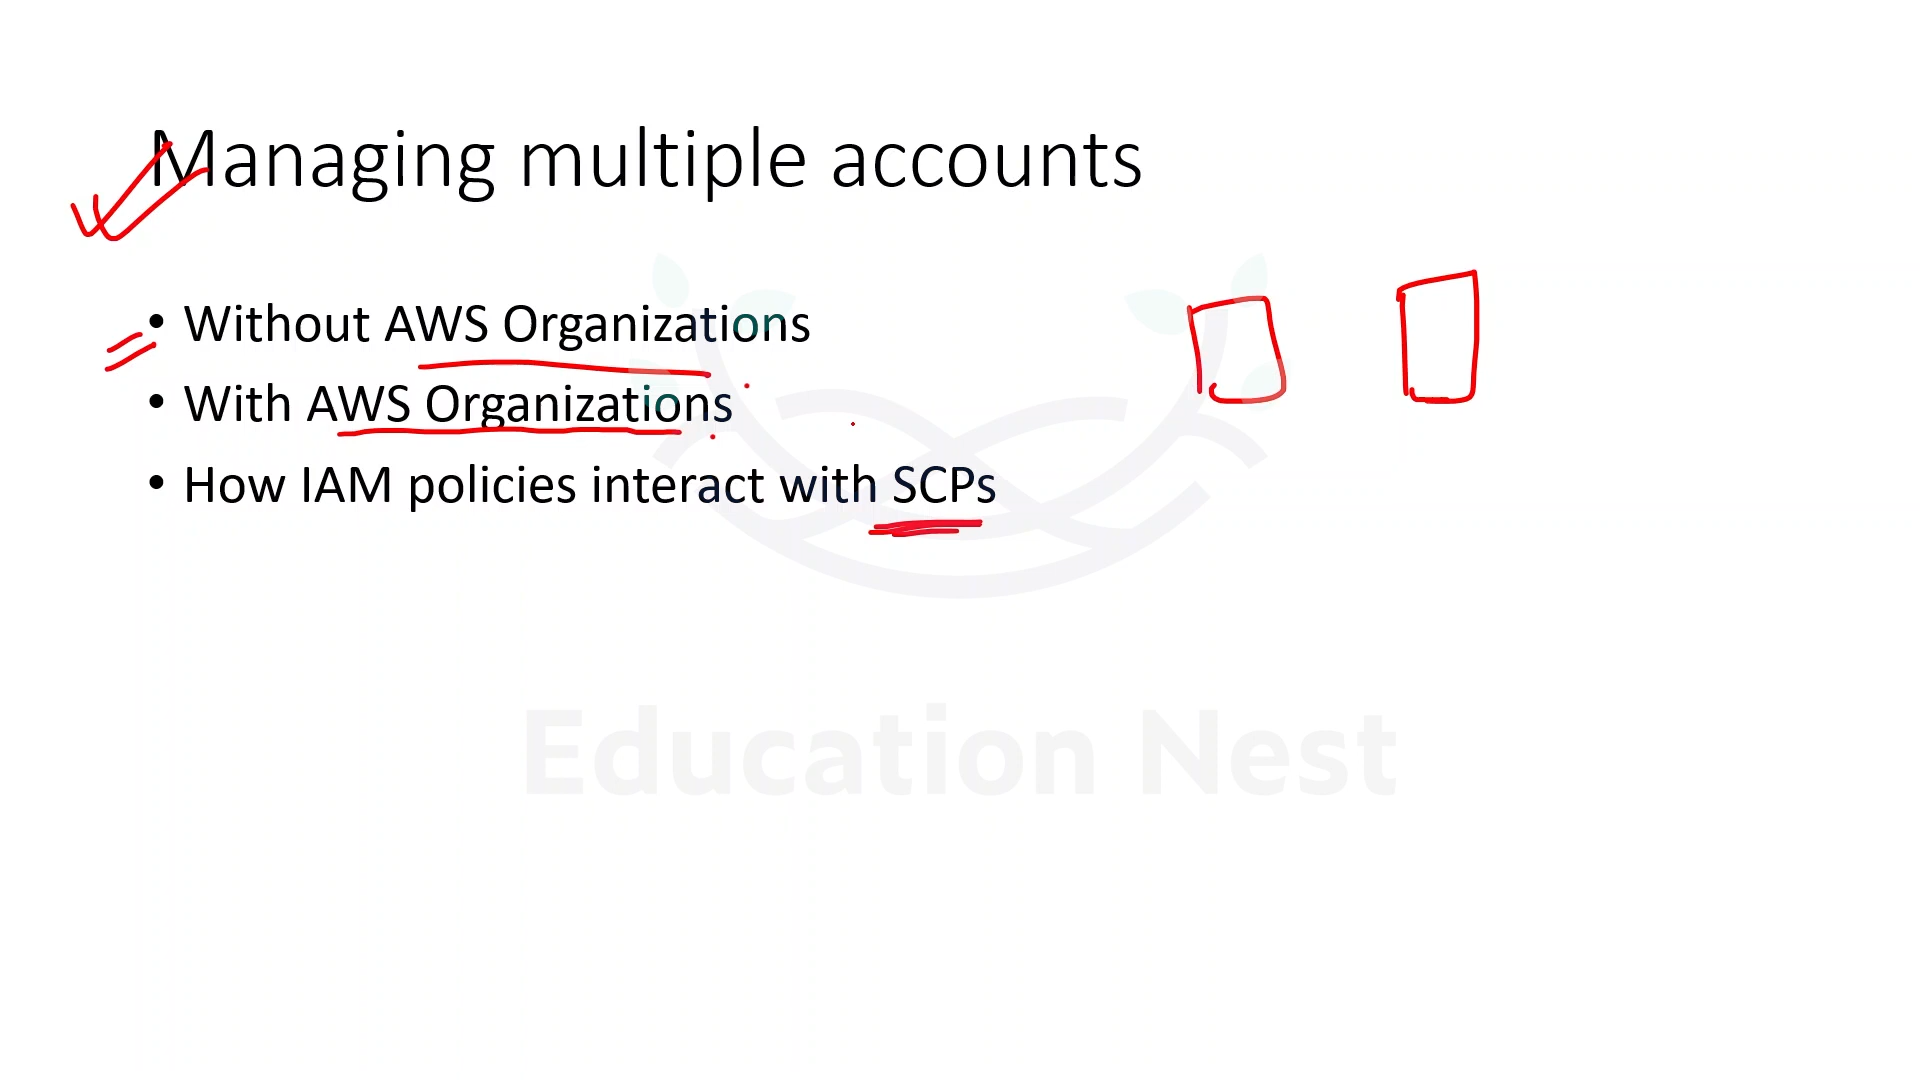 Managing multiple accounts
• Without AWS Organizations
• With AWS Organizations
• How IAM policies interact with SCPs
Education Nest